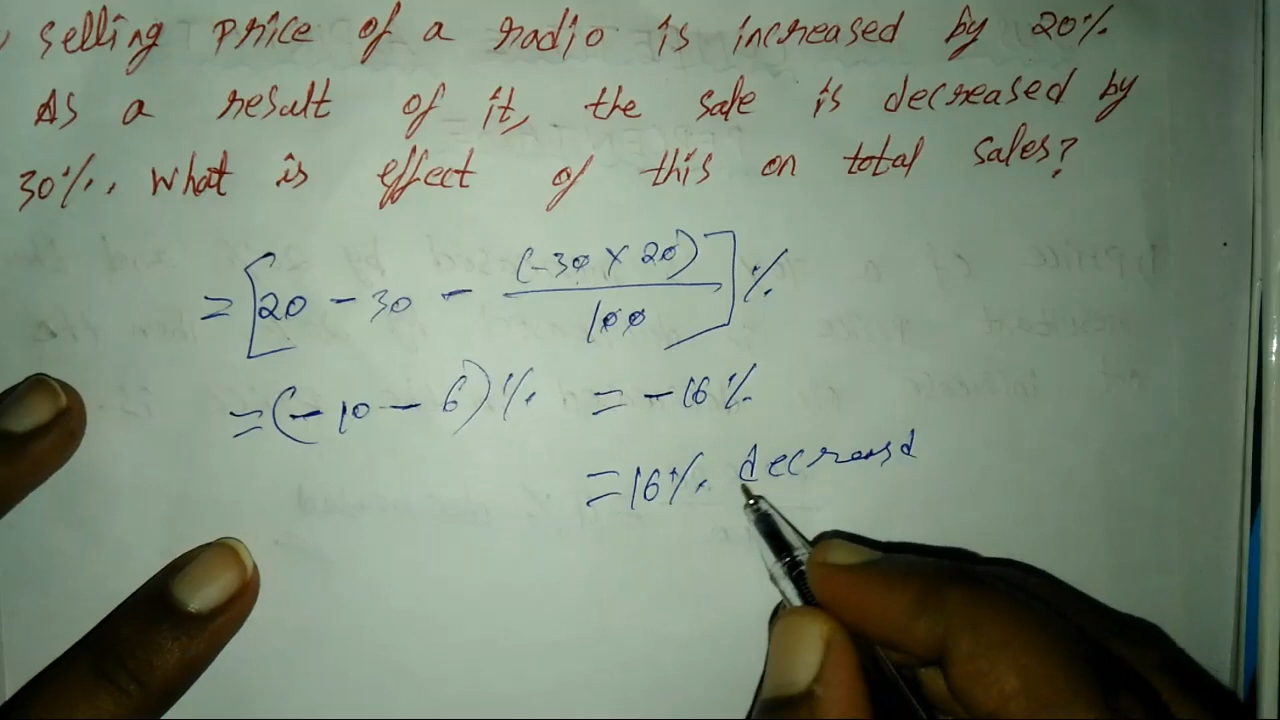 selling price of a radio is increased by 20%.
As a result of it, the sale is decreased by
30%., what is effect of this on total sales?
= [20 - 30 - (-30 × 20) / 100] %
= (-10 - 6) % = -16%
= 16% decreasd